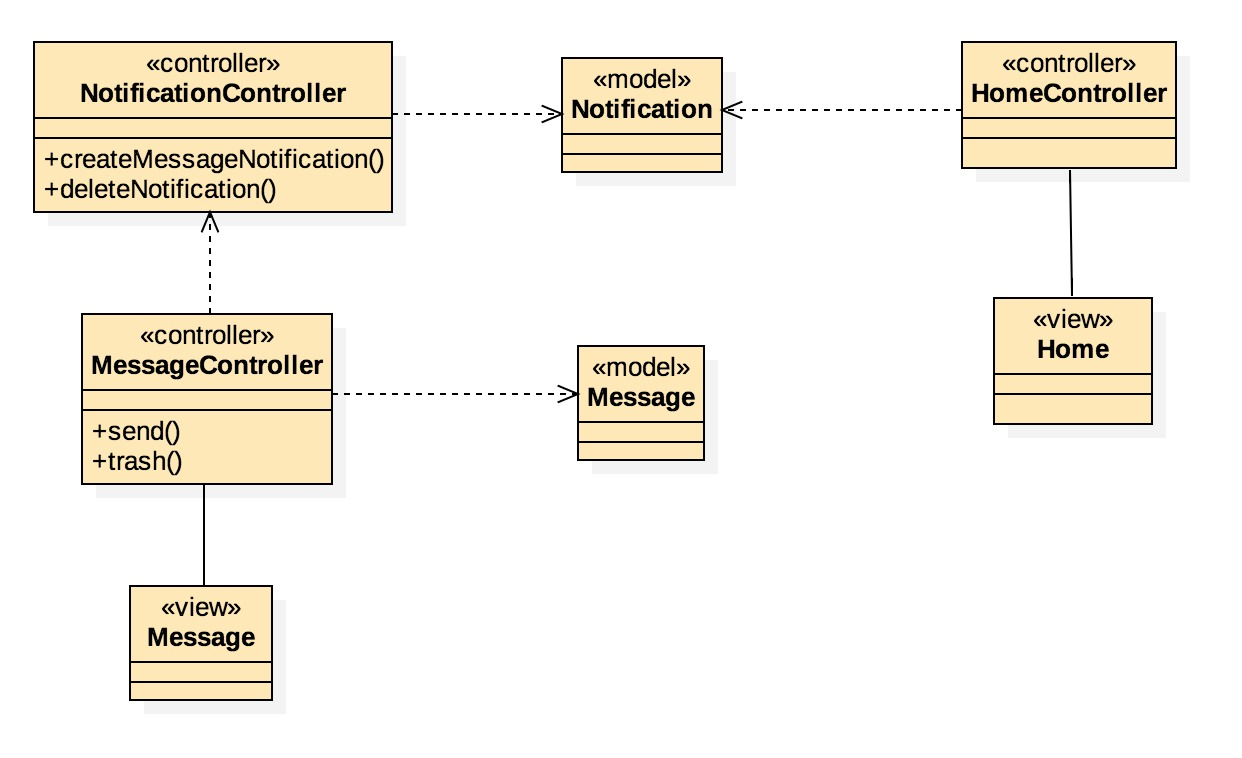 «controller»
NotificationController
+createMessageNotification()
+deleteNotification()
«model»
Notification
«controller»
HomeController
«controller»
MessageController
+send()
+trash()
«model»
Message
«view»
Home
«view»
Message